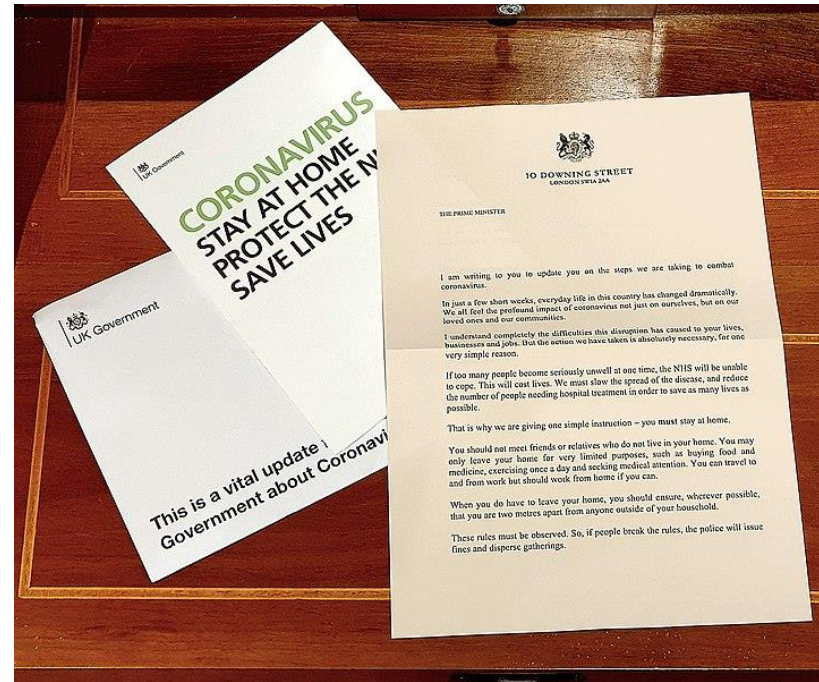 UK Government
CORONAVIRUS
STAY AT HOME
PROTECT THE
SAVE LIVES
UK Government
This is a vital update
Government about
10 DOWNING STREET
LONDON SW1A 2AA
THE PRIME MINISTER
I am writing to you to update you on the steps we are taking to combat
coronavirus.
In just a few short weeks, everyday life in this country has changed dramatically.
We all feel the profound impact of coronavirus not just on ourselves, but on our
loved ones and our communities.
I understand completely the difficulties this disruption has caused to your lives,
businesses and jobs. But the action we have taken is absolutely necessary, for one
very simple reason.
If too many people become seriously unwell at one time, the NHS will be unable
to cope. This will cost lives. We must slow the spread of the disease, and reduce
the number of people needing hospital treatment in order to save as many lives as
possible.
That is why we are giving one simple instruction – you must stay at home.
You should not meet friends or relatives who do not live in your home. You may
only leave your home for very limited purposes, such as buying food and
medicine, exercising once a day and seeking medical attention. You can travel to
and from work but should work from home if you can.
When you do have to leave your home, you should ensure, wherever possible,
that you are two metres apart from anyone outside of your household.
These rules must be observed. So, if people break the rules, the police will issue
fines and disperse gatherings.